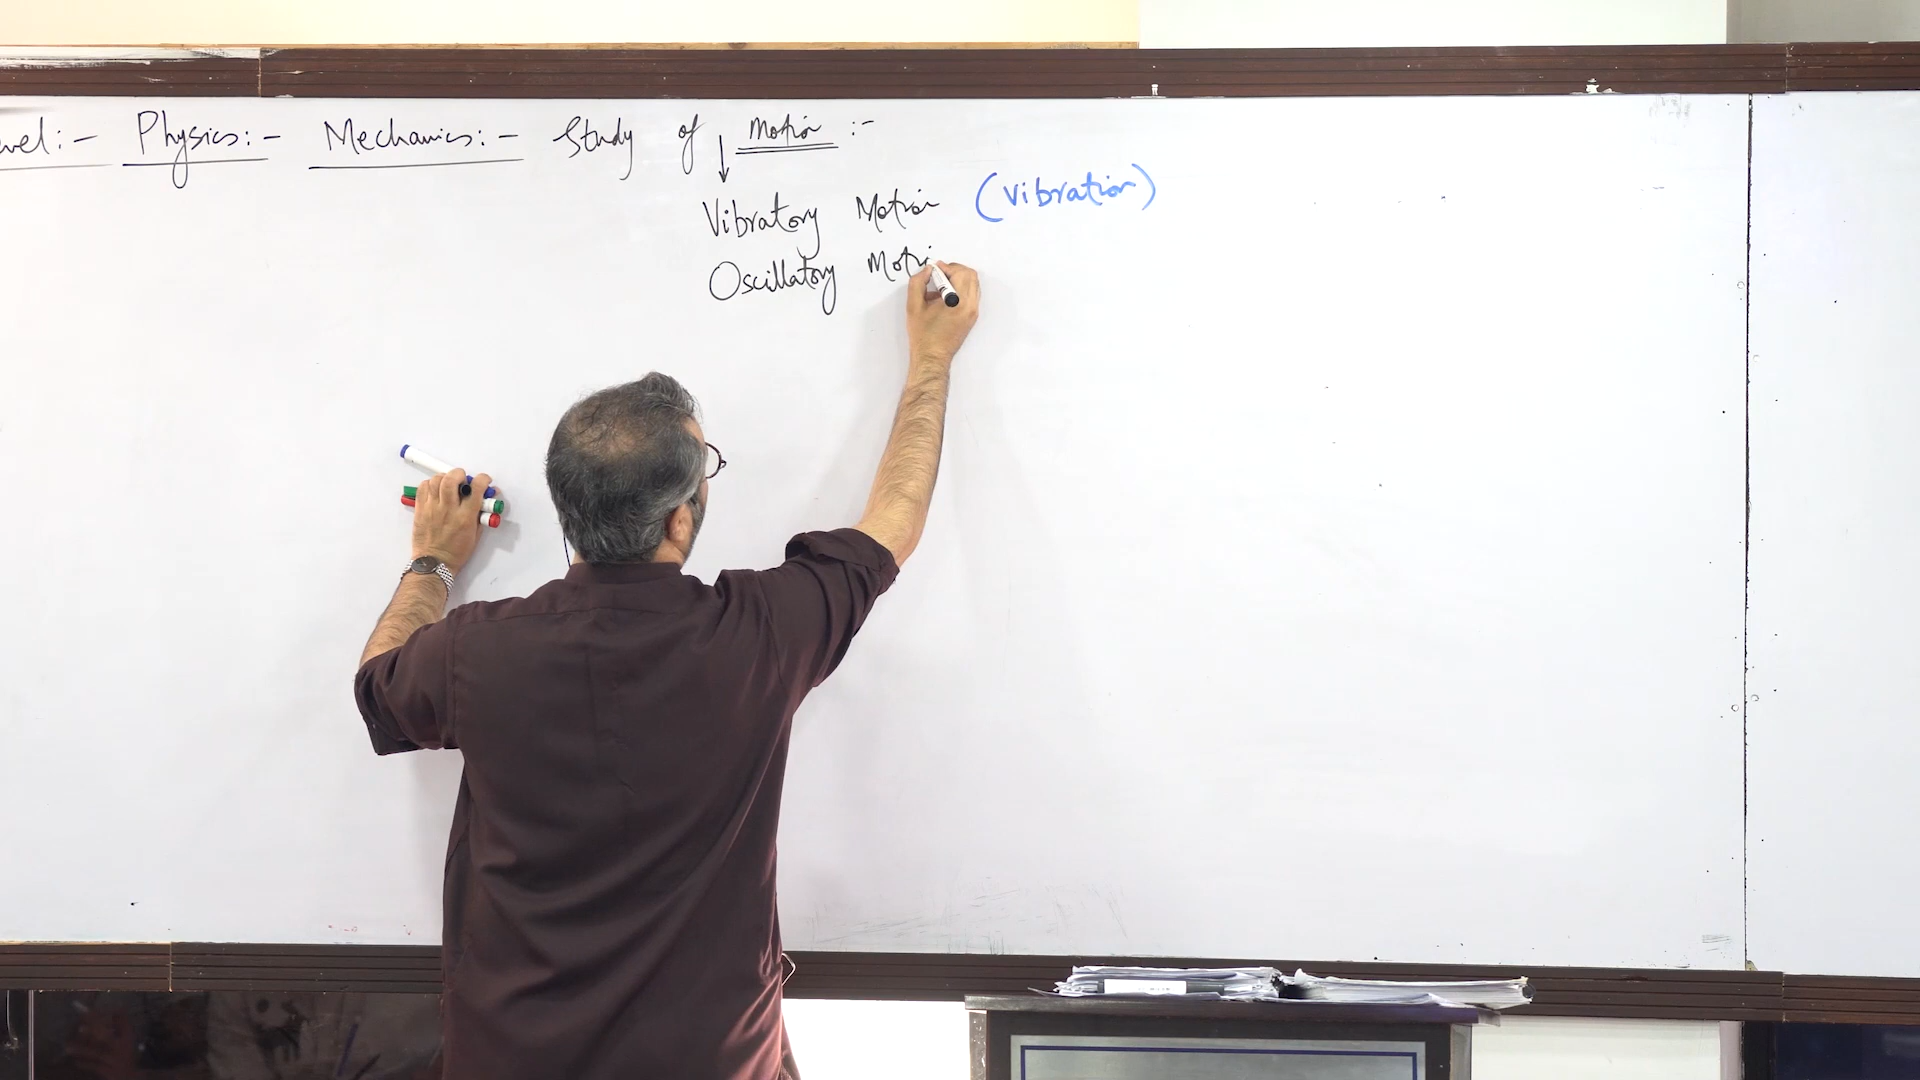 vel:- Physics:- Mechanics:- Study of Motion :-
Vibratory Motion (Vibration)
Oscillatory Moti